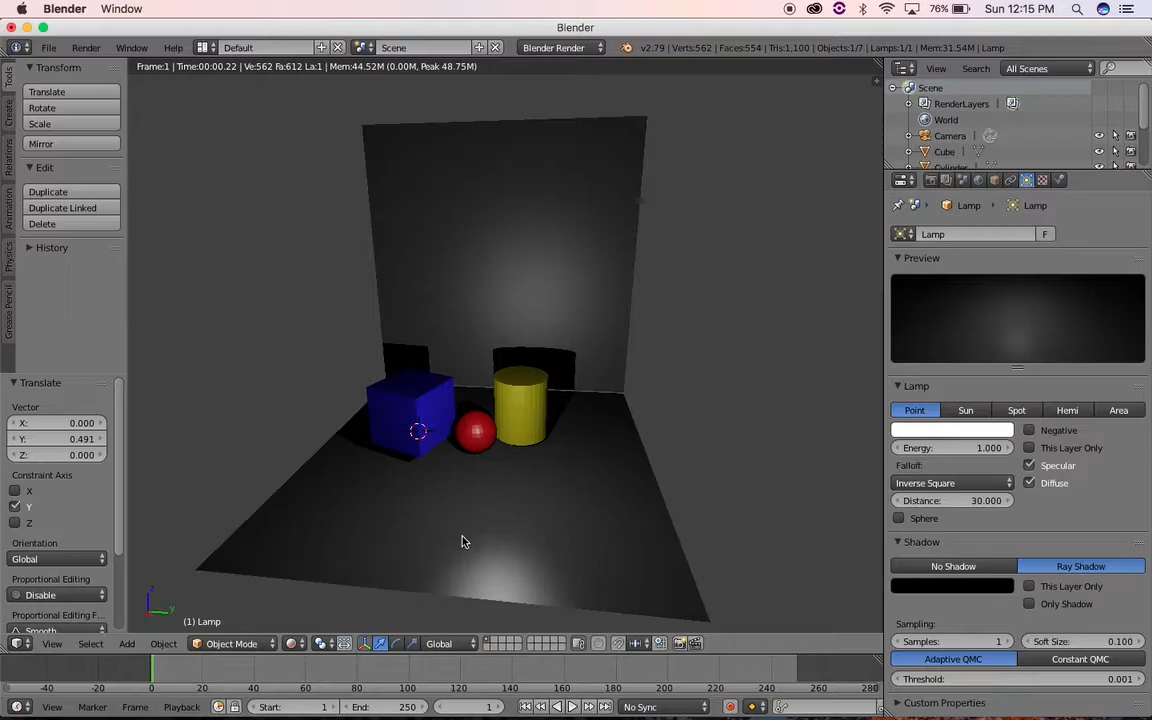 Blender Window 76% Sun 12:15 PM
Blender
File Render Window Help Default Scene Blender Render v2.79 | Verts:562 | Faces:554 | Tris:1,100 | Objects:1/7 | Lamps:1/1 | Mem:31.54M | Lamp
Tools
Create
Relations
Animation
Physics
Grease Pencil
Transform
Translate
Rotate
Scale
Mirror
Edit
Duplicate
Duplicate Linked
Delete
History
Translate
Vector
X: 0.000
Y: 0.491
Z: 0.000
Constraint Axis
X
Y
Z
Orientation
Global
Proportional Editing
Disable
Proportional Editing F
Smooth
Frame:1 | Time:00:00.22 | Ve:562 Fa:612 La:1 | Mem:44.52M (0.00M, Peak 48.75M)
z
y
(1) Lamp
View Select Add Object Object Mode Global
-40 -20 0 20 40 60 80 100 120 140 160 180 200 220 240 260 280
View Marker Frame Playback Start: 1 End: 250 1 No Sync
View Search All Scenes
Scene
RenderLayers
World
Camera
Cube
Cylinder
Lamp Lamp
Lamp F
Preview
Lamp
Point Sun Spot Hemi Area
Negative
Energy: 1.000 This Layer Only
Falloff: Specular
Inverse Square Diffuse
Distance: 30.000
Sphere
Shadow
No Shadow Ray Shadow
This Layer Only
Only Shadow
Sampling:
Samples: 1 Soft Size: 0.100
Adaptive QMC Constant QMC
Threshold: 0.001
Custom Properties